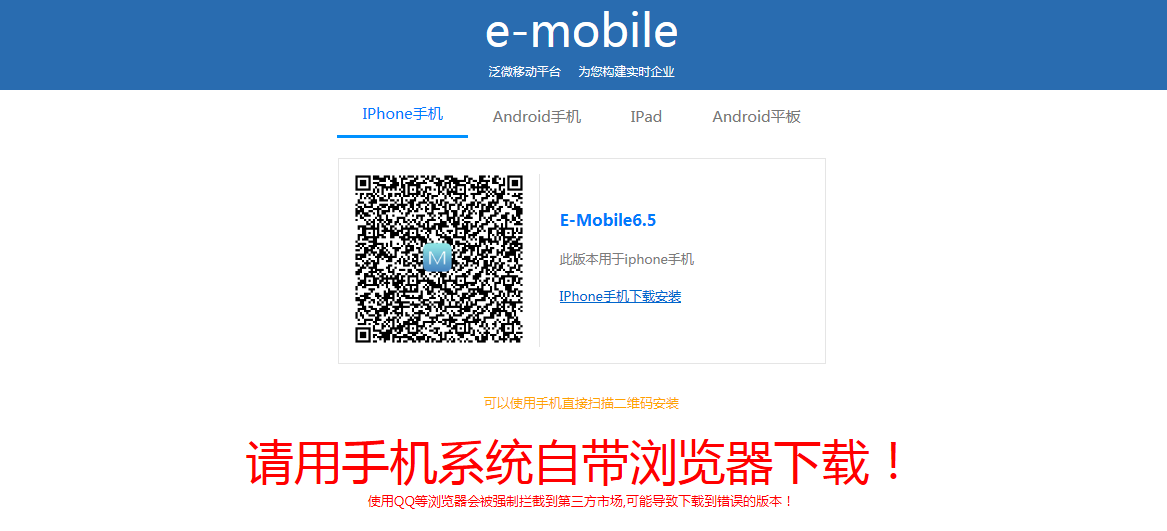 e-mobile
泛微移动平台 为您构建实时企业
IPhone手机 Android手机 IPad Android平板
M
E-Mobile6.5
此版本用于iphone手机
IPhone手机下载安装
可以使用手机直接扫描二维码安装
请用手机系统自带浏览器下载！
使用QQ等浏览器会被强制拦截到第三方市场,可能导致下载到错误的版本！